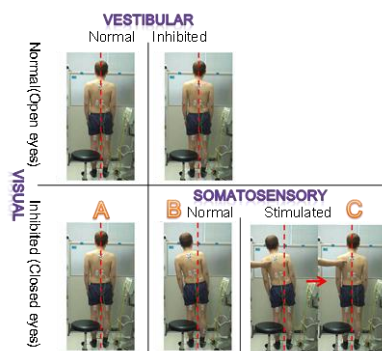 VESTIBULAR
Normal Inhibited
VISUAL
Normal(Open eyes)
Inhibited (Closed eyes)
SOMATOSENSORY
A
B Normal
Stimulated C